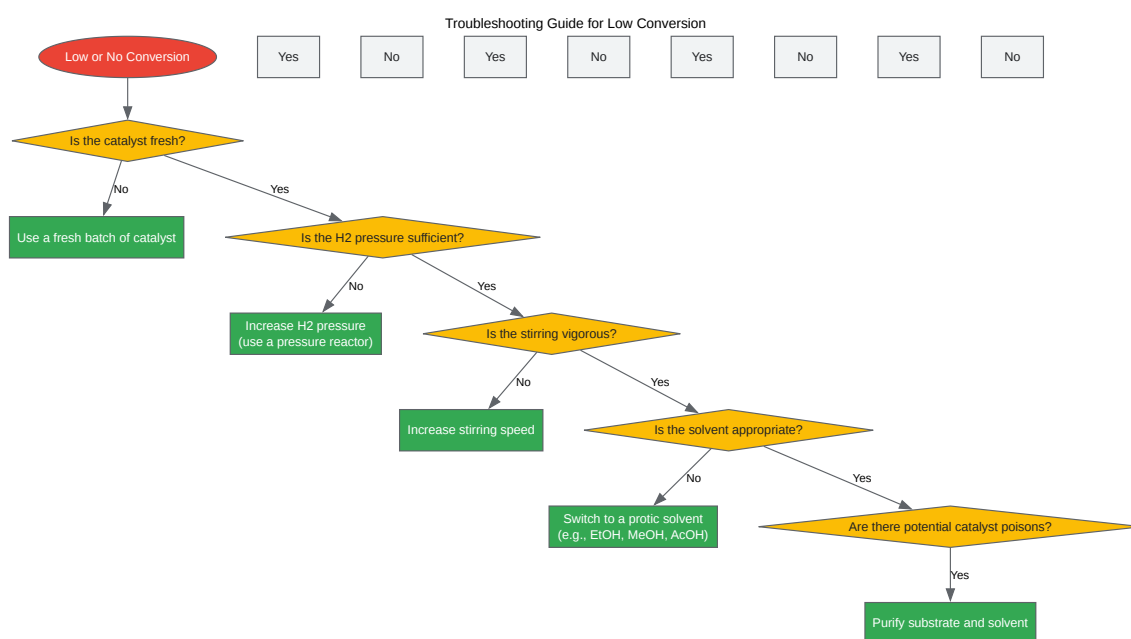 Troubleshooting Guide for Low Conversion
Low or No Conversion
Yes
No
Yes
No
Yes
No
Yes
No
Is the catalyst fresh?
No
Yes
Use a fresh batch of catalyst
Is the H2 pressure sufficient?
No
Yes
Increase H2 pressure
(use a pressure reactor)
Is the stirring vigorous?
No
Yes
Increase stirring speed
Is the solvent appropriate?
No
Yes
Switch to a protic solvent
(e.g., EtOH, MeOH, AcOH)
Are there potential catalyst poisons?
Yes
Purify substrate and solvent